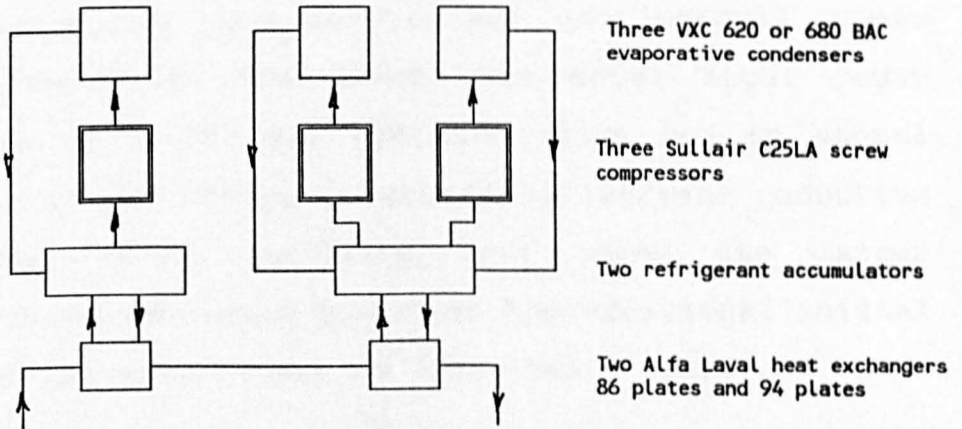 Three VXC 620 or 680 BAC
evaporative condensers
Three Sullair C25LA screw
compressors
Two refrigerant accumulators
Two Alfa Laval heat exchangers
86 plates and 94 plates